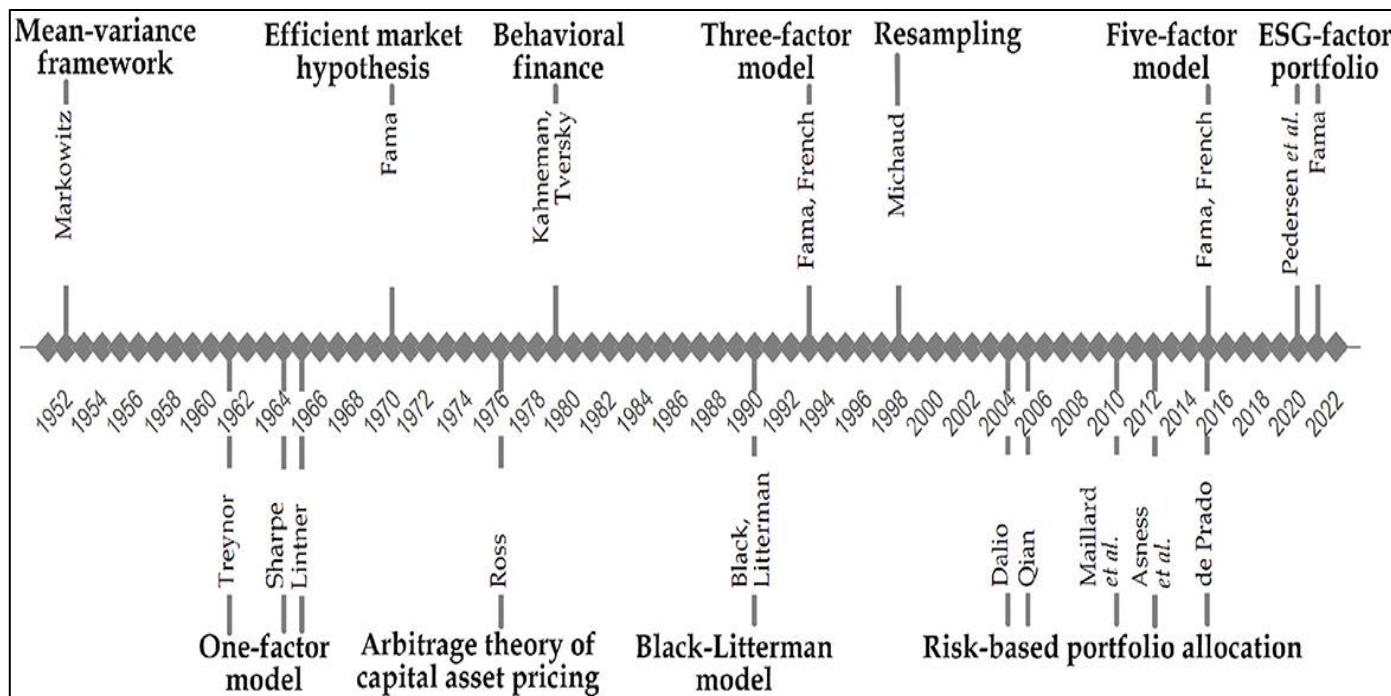 Mean-variance
framework
Efficient market
hypothesis
Behavioral
finance
Three-factor
model
Resampling
Five-factor
model
ESG-factor
portfolio
Markowitz
Fama
Kahneman,
Tversky
Fama, French
Michaud
Fama, French
Pedersen et al.
Fama
1952 1954 1956 1958 1960 1962 1964 1966 1968 1970 1972 1974 1976 1978 1980 1982 1984 1986 1988 1990 1992 1994 1996 1998 2000 2002 2004 2006 2008 2010 2012 2014 2016 2018 2020 2022
Treynor
Sharpe
Lintner
Ross
Black,
Litterman
Dalio
Qian
Maillard
et al.
Asness
et al.
de Prado
One-factor
model
Arbitrage theory of
capital asset pricing
Black-Litterman
model
Risk-based portfolio allocation